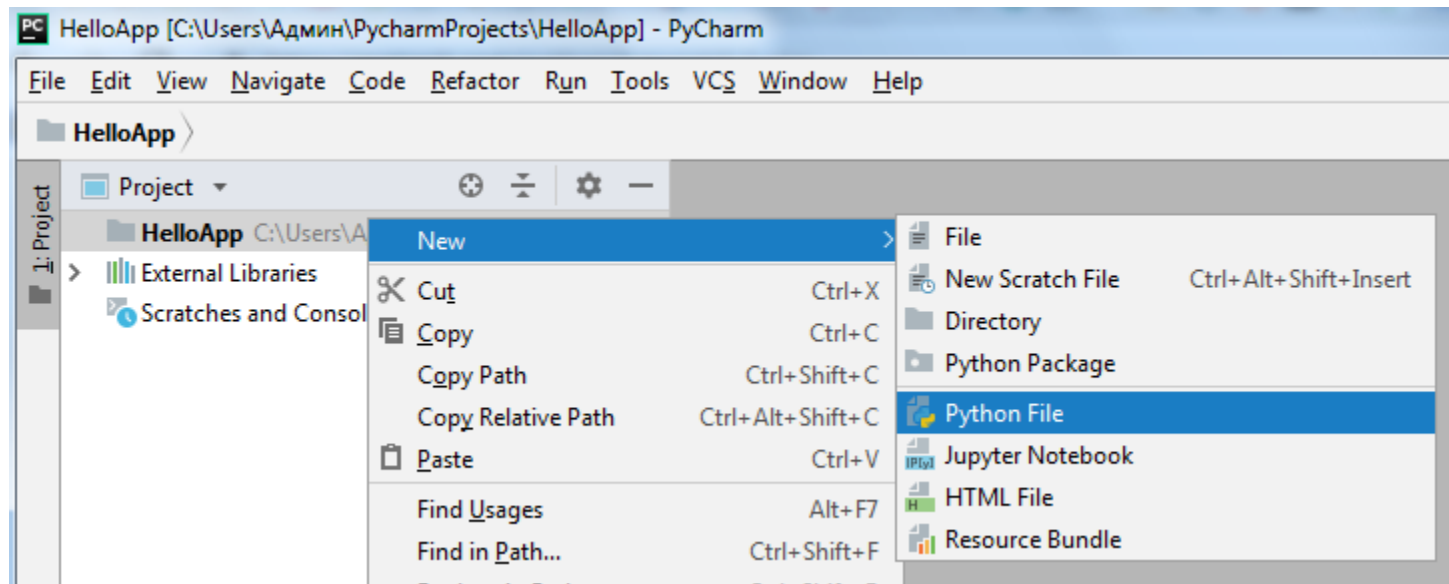 HelloApp [C:\Users\Админ\PycharmProjects\HelloApp] - PyCharm
File Edit View Navigate Code Refactor Run Tools VCS Window Help
HelloApp
1: Project
Project
HelloApp C:\Users\A
External Libraries
Scratches and Consol
New
Cut Ctrl+X
Copy Ctrl+C
Copy Path Ctrl+Shift+C
Copy Relative Path Ctrl+Alt+Shift+C
Paste Ctrl+V
Find Usages Alt+F7
Find in Path... Ctrl+Shift+F
File
New Scratch File Ctrl+Alt+Shift+Insert
Directory
Python Package
Python File
Jupyter Notebook
HTML File
Resource Bundle